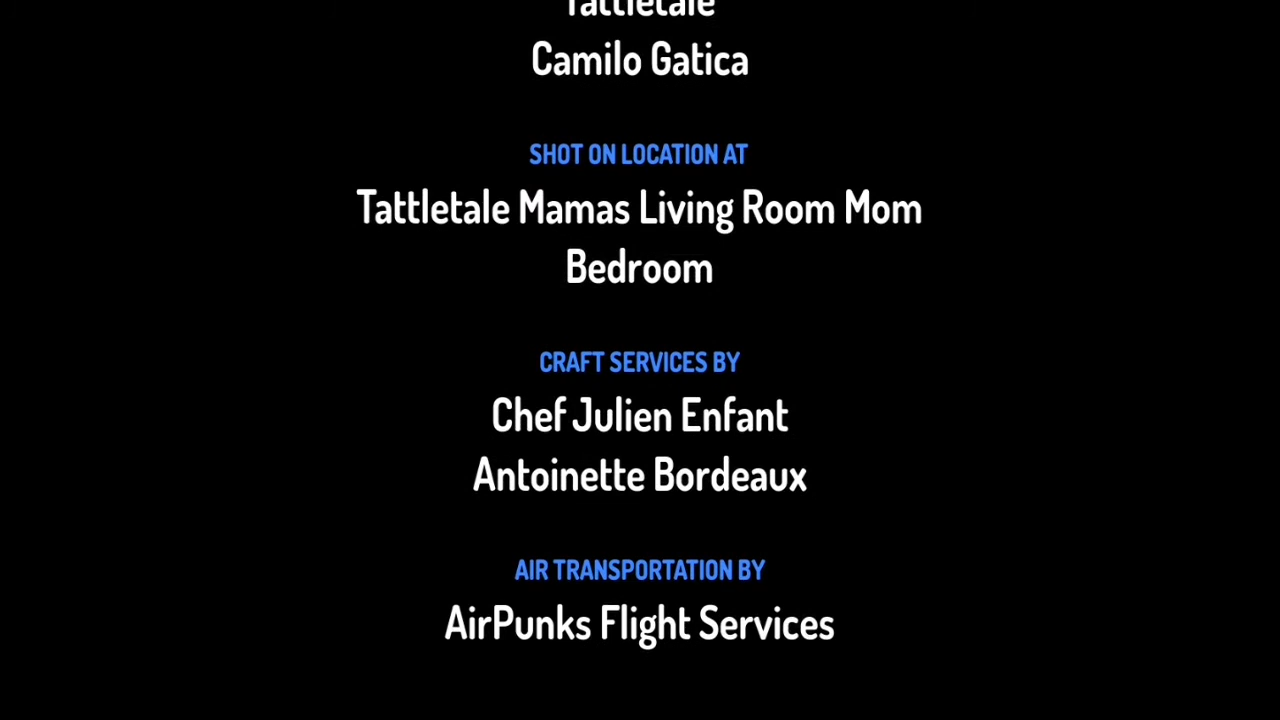 Tattletale
Camilo Gatica
SHOT ON LOCATION AT
Tattletale Mamas Living Room Mom
Bedroom
CRAFT SERVICES BY
Chef Julien Enfant
Antoinette Bordeaux
AIR TRANSPORTATION BY
AirPunks Flight Services